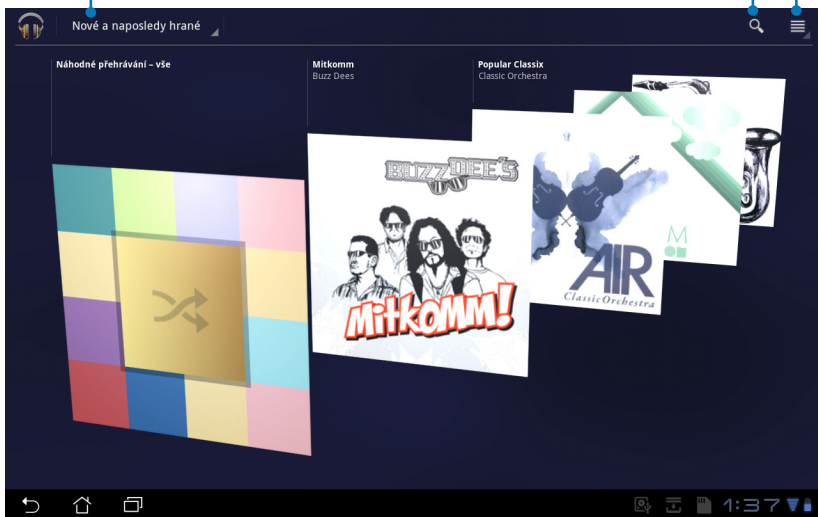 Nové a naposledy hrané
Náhodné přehrávání – vše
Mitkomm
Buzz Dees
Popular Classix
Classic Orchestra
BUZZ DEE'S
MitKOMM!
AIR
ClassicOrchestra
M
1:37